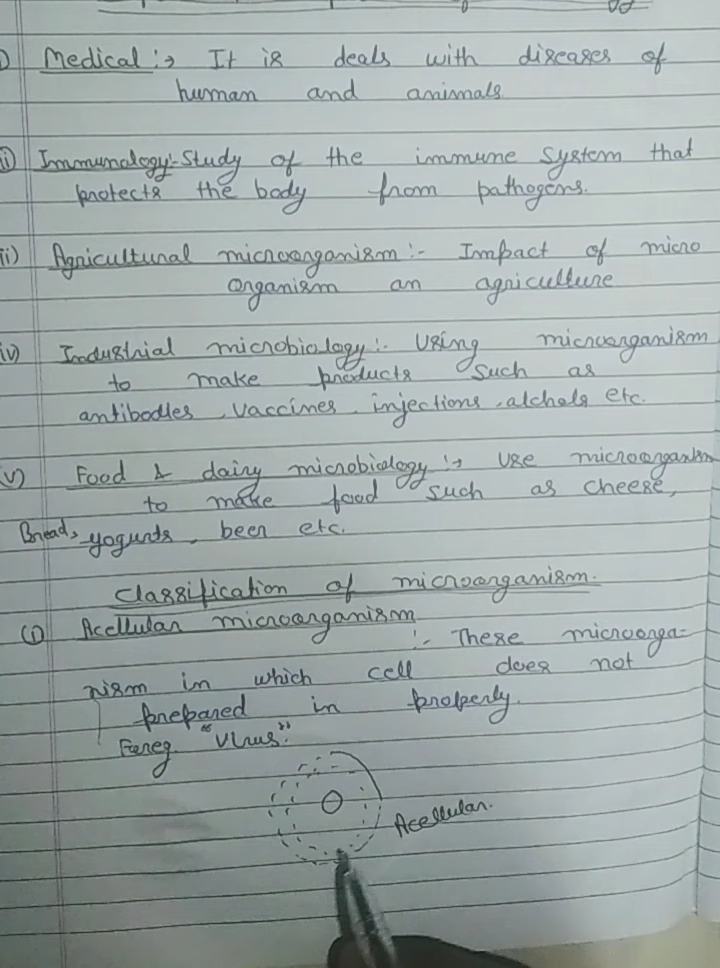 Medical :→ It is deals with diseases of
human and animals
ii) Immunology:- Study of the immune system that
protects the body from pathogens.
iii) Agricultural microorganism :- Impact of micro
organism an agriculture
iv) Industrial microbiology :- Using microorganism
to make products such as
antibodies, vaccines, injections, alchols etc.
v) Food & dairy microbiology :→ Use microorganism
to make food such as cheese,
Bread, yogurts, beer etc.
Classification of microorganism.
(i) Acellular microorganism
:- These microorga-
nism in which cell does not
prepared in properly.
"Virus".
Acellular.